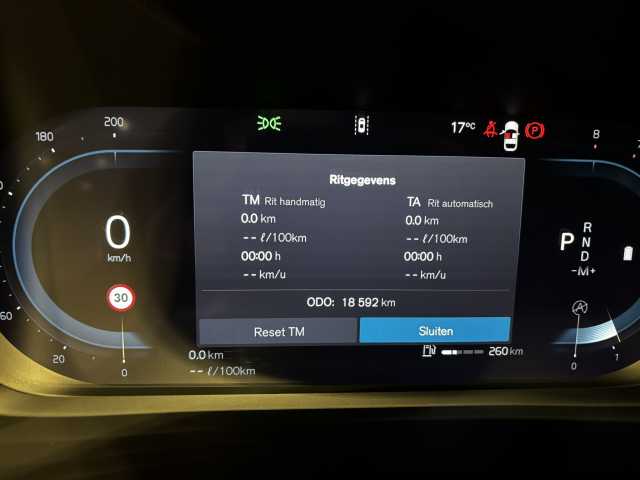 180
200
17°C
P
8
Ritgegevens
TM Rit handmatig
TA Rit automatisch
0.0 km
0.0 km
-- ℓ/100km
-- ℓ/100km
00:00 h
00:00 h
-- km/u
-- km/u
ODO: 18 592 km
Reset TM
Sluiten
0
km/h
30
R
P N
D
-M+
A
60
20
0
0.0 km
-- ℓ/100km
260 km
1
0